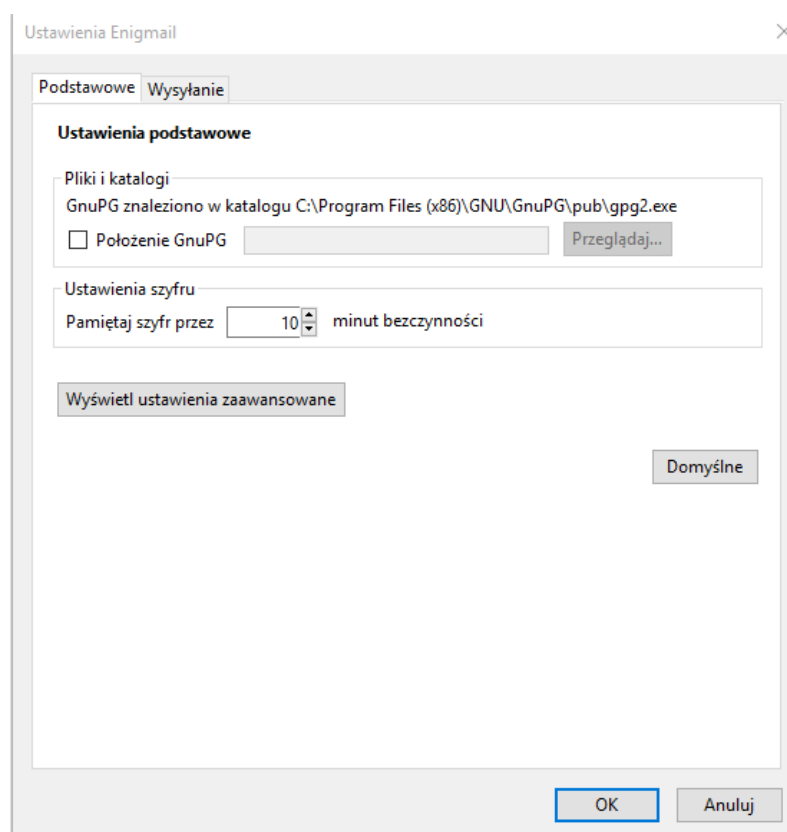 Ustawienia Enigmail
Podstawowe Wysyłanie
Ustawienia podstawowe
Pliki i katalogi
GnuPG znaleziono w katalogu C:\Program Files (x86)\GNU\GnuPG\pub\gpg2.exe
Położenie GnuPG Przeglądaj...
Ustawienia szyfru
Pamiętaj szyfr przez 10 minut bezczynności
Wyświetl ustawienia zaawansowane
Domyślne
OK Anuluj